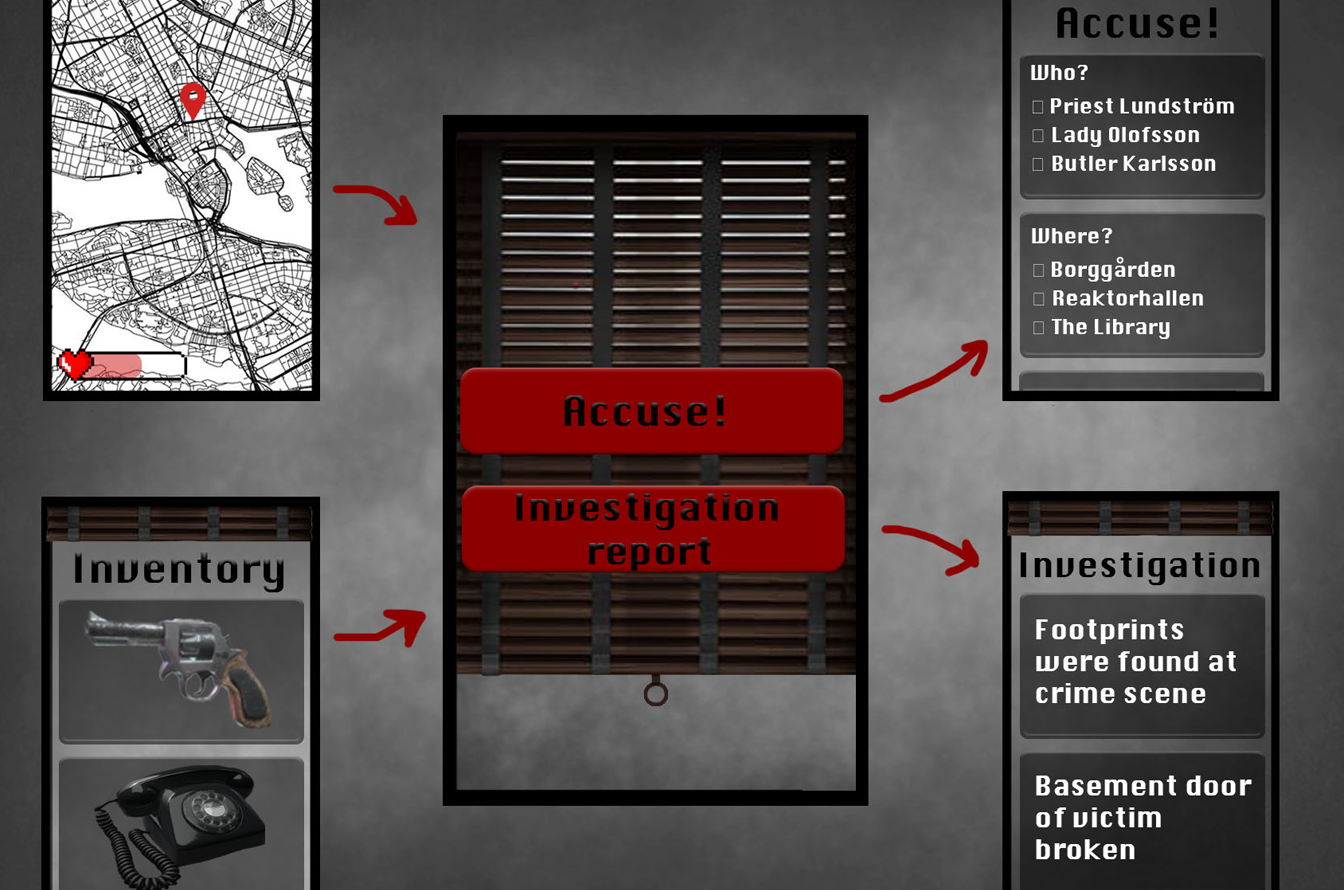 Accuse!
Who?
Priest Lundström
Lady Olofsson
Butler Karlsson
Where?
Borggården
Reaktorhallen
The Library
Accuse!
Investigation
report
Inventory
Investigation
Footprints
were found at
crime scene
Basement door
of victim
broken